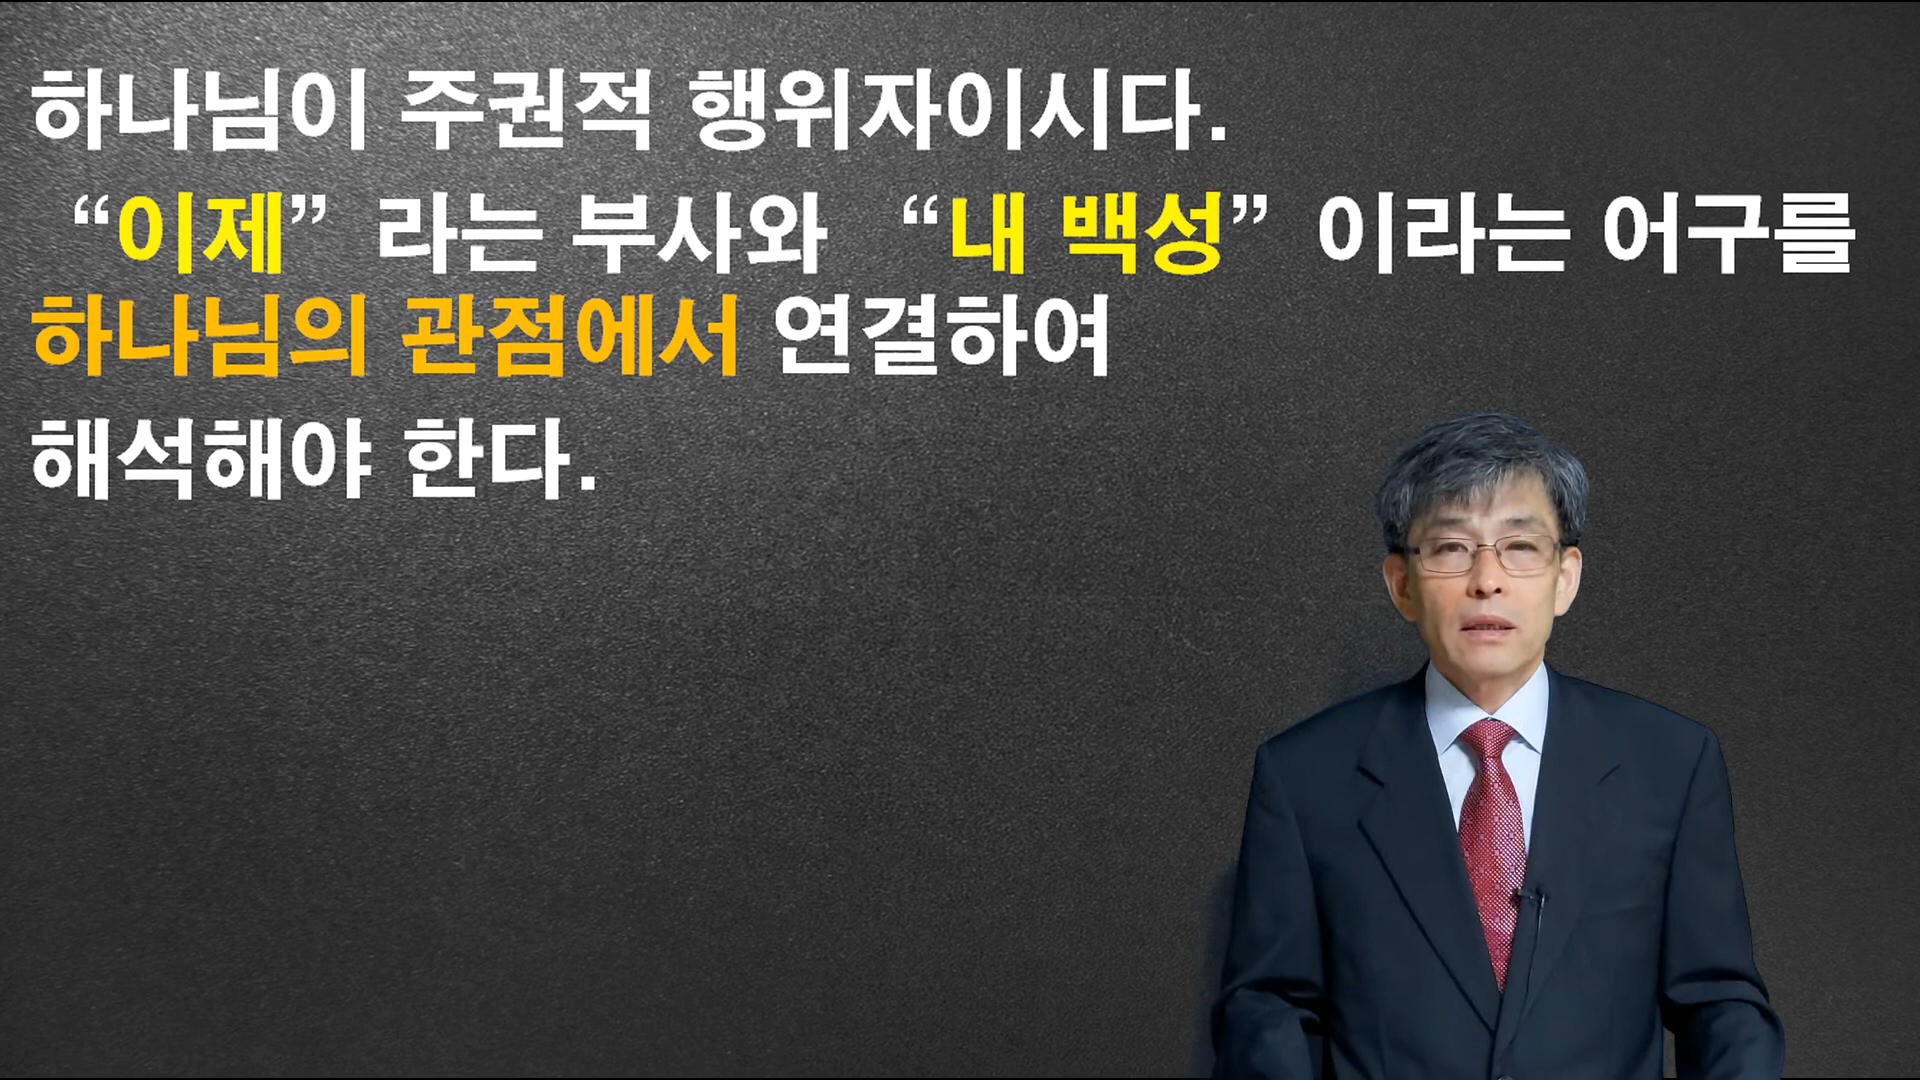 하나님이 주권적 행위자이시다.
“이제” 라는 부사와 “내 백성” 이라는 어구를
하나님의 관점에서 연결하여
해석해야 한다.